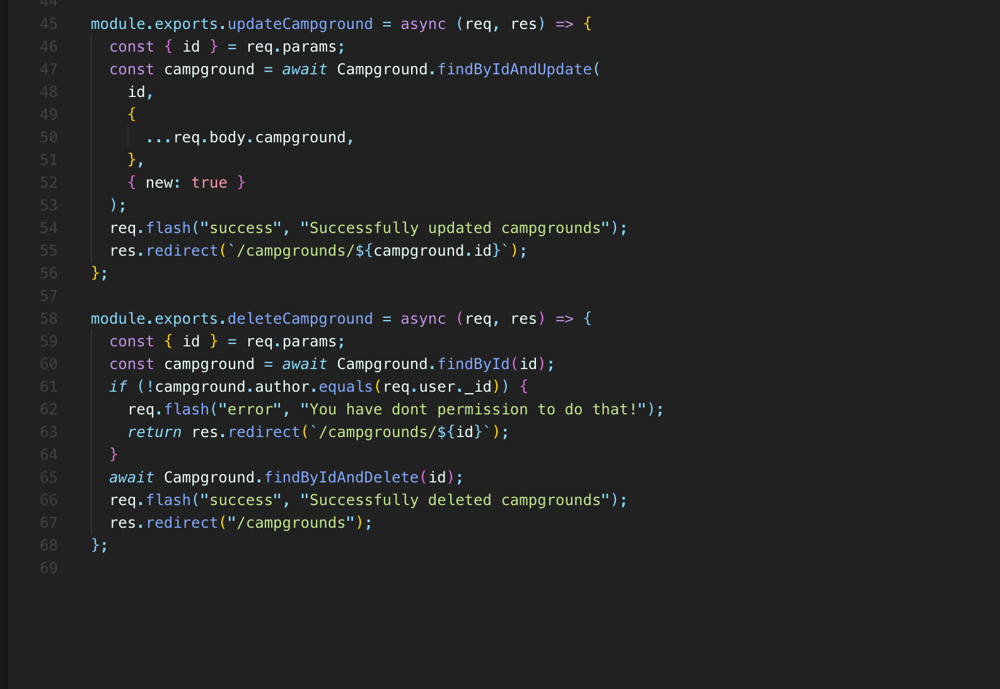 44
45 module.exports.updateCampground = async (req, res) => {
46   const { id } = req.params;
47   const campground = await Campground.findByIdAndUpdate(
48     id,
49     {
50       ...req.body.campground,
51     },
52     { new: true }
53   );
54   req.flash("success", "Successfully updated campgrounds");
55   res.redirect(`/campgrounds/${campground.id}`);
56 };
57
58 module.exports.deleteCampground = async (req, res) => {
59   const { id } = req.params;
60   const campground = await Campground.findById(id);
61   if (!campground.author.equals(req.user._id)) {
62     req.flash("error", "You have dont permission to do that!");
63     return res.redirect(`/campgrounds/${id}`);
64   }
65   await Campground.findByIdAndDelete(id);
66   req.flash("success", "Successfully deleted campgrounds");
67   res.redirect("/campgrounds");
68 };
69